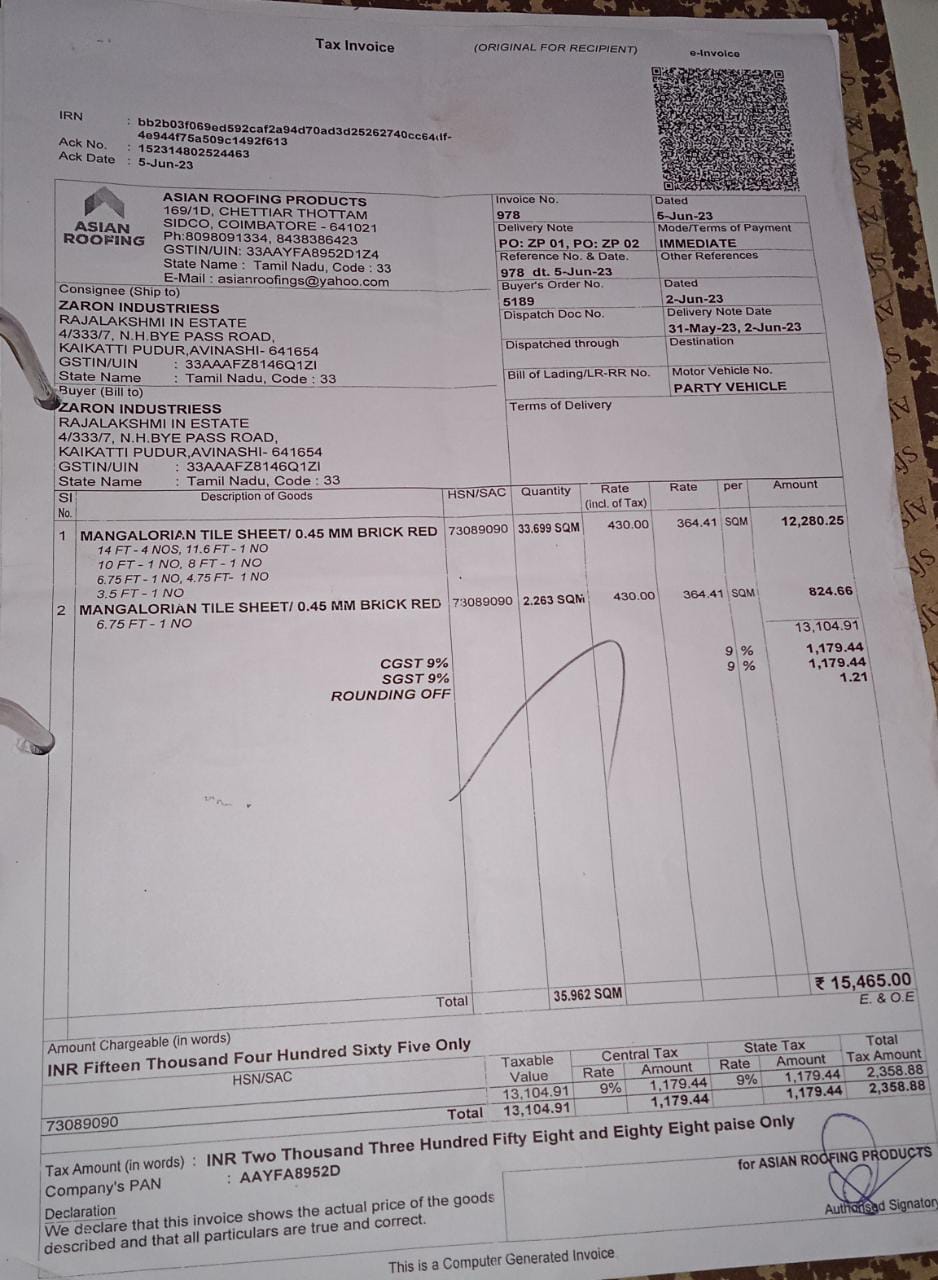 Tax Invoice
(ORIGINAL FOR RECIPIENT)
e-Invoice
IRN : bb2b03f069ed592caf2a94d70ad3d25262740cc64df-
4e944f75a509c1492f613
Ack No. : 152314802524463
Ack Date : 5-Jun-23
ASIAN
ROOFING
ASIAN ROOFING PRODUCTS
169/1D, CHETTIAR THOTTAM
SIDCO, COIMBATORE - 641021
Ph:8098091334, 8438386423
GSTIN/UIN: 33AAYFA8952D1Z4
State Name : Tamil Nadu, Code : 33
E-Mail : asianroofings@yahoo.com
Invoice No.
978
Dated
5-Jun-23
Delivery Note
PO: ZP 01, PO: ZP 02
Mode/Terms of Payment
IMMEDIATE
Reference No. & Date.
978 dt. 5-Jun-23
Other References
Buyer's Order No.
5189
Dated
2-Jun-23
Dispatch Doc No.
Delivery Note Date
31-May-23, 2-Jun-23
Dispatched through
Destination
Bill of Lading/LR-RR No.
Motor Vehicle No.
PARTY VEHICLE
Terms of Delivery
Consignee (Ship to)
ZARON INDUSTRIESS
RAJALAKSHMI IN ESTATE
4/333/7, N.H.BYE PASS ROAD,
KAIKATTI PUDUR,AVINASHI- 641654
GSTIN/UIN : 33AAAFZ8146Q1ZI
State Name : Tamil Nadu, Code : 33
Buyer (Bill to)
ZARON INDUSTRIESS
RAJALAKSHMI IN ESTATE
4/333/7, N.H.BYE PASS ROAD,
KAIKATTI PUDUR,AVINASHI- 641654
GSTIN/UIN : 33AAAFZ8146Q1ZI
State Name : Tamil Nadu, Code : 33
Sl No. Description of Goods HSN/SAC Quantity Rate (incl. of Tax) Rate per Amount
1 MANGALORIAN TILE SHEET/ 0.45 MM BRICK RED 73089090 33.699 SQM 430.00 364.41 SQM 12,280.25
14 FT - 4 NOS, 11.6 FT - 1 NO
10 FT - 1 NO, 8 FT - 1 NO
6.75 FT - 1 NO, 4.75 FT- 1 NO
3.5 FT - 1 NO
2 MANGALORIAN TILE SHEET/ 0.45 MM BRICK RED 73089090 2.263 SQM 430.00 364.41 SQM 824.66
6.75 FT - 1 NO
13,104.91
CGST 9% 9 % 1,179.44
SGST 9% 9 % 1,179.44
ROUNDING OFF 1.21
Total 35.962 SQM ₹ 15,465.00
E. & O.E
Amount Chargeable (in words)
INR Fifteen Thousand Four Hundred Sixty Five Only
HSN/SAC Taxable Value Central Tax Rate Amount State Tax Rate Amount Total Tax Amount
73089090 13,104.91 9% 1,179.44 9% 1,179.44 2,358.88
Total 13,104.91 1,179.44 1,179.44 2,358.88
Tax Amount (in words) : INR Two Thousand Three Hundred Fifty Eight and Eighty Eight paise Only
Company's PAN : AAYFA8952D
Declaration
We declare that this invoice shows the actual price of the goods
described and that all particulars are true and correct.
for ASIAN ROOFING PRODUCTS
Authorised Signatory
This is a Computer Generated Invoice